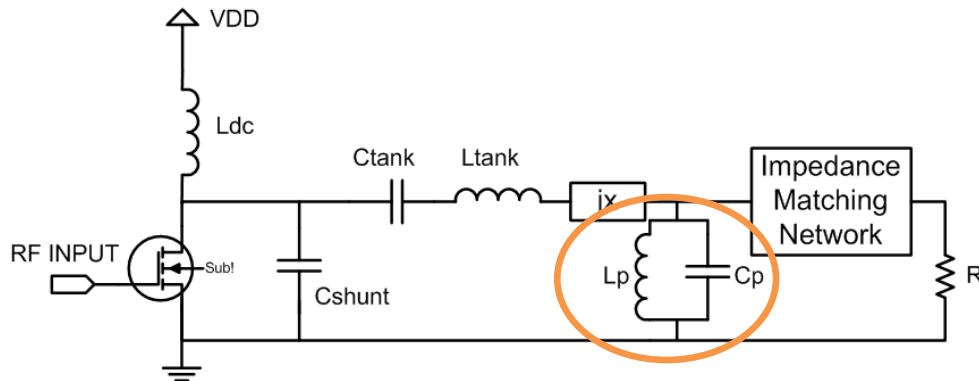 VDD
Ldc
Ctank
Ltank
jx
Impedance
Matching
Network
RF INPUT
Sub!
Cshunt
Lp
Cp
R